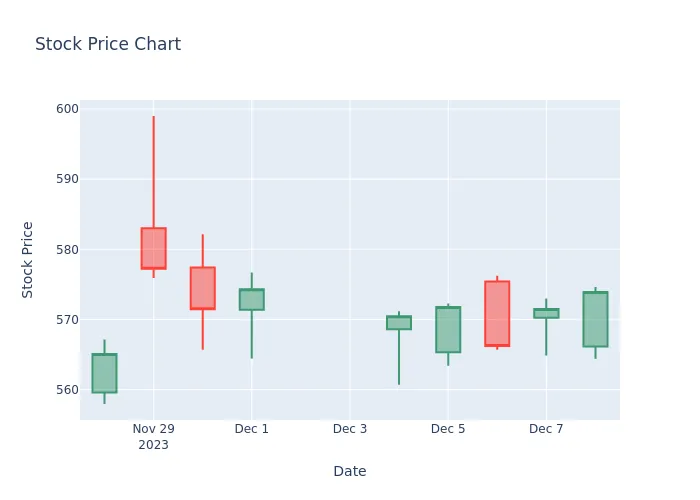 Stock Price Chart
600
590
580
570
560
Stock Price
Nov 29
2023
Dec 1
Dec 3
Dec 5
Dec 7
Date